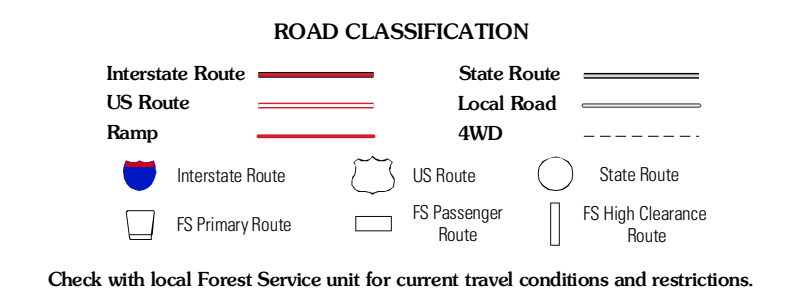 ROAD CLASSIFICATION
Interstate Route
State Route
US Route
Local Road
Ramp
4WD
Interstate Route
US Route
State Route
FS Primary Route
FS Passenger
Route
FS High Clearance
Route
Check with local Forest Service unit for current travel conditions and restrictions.